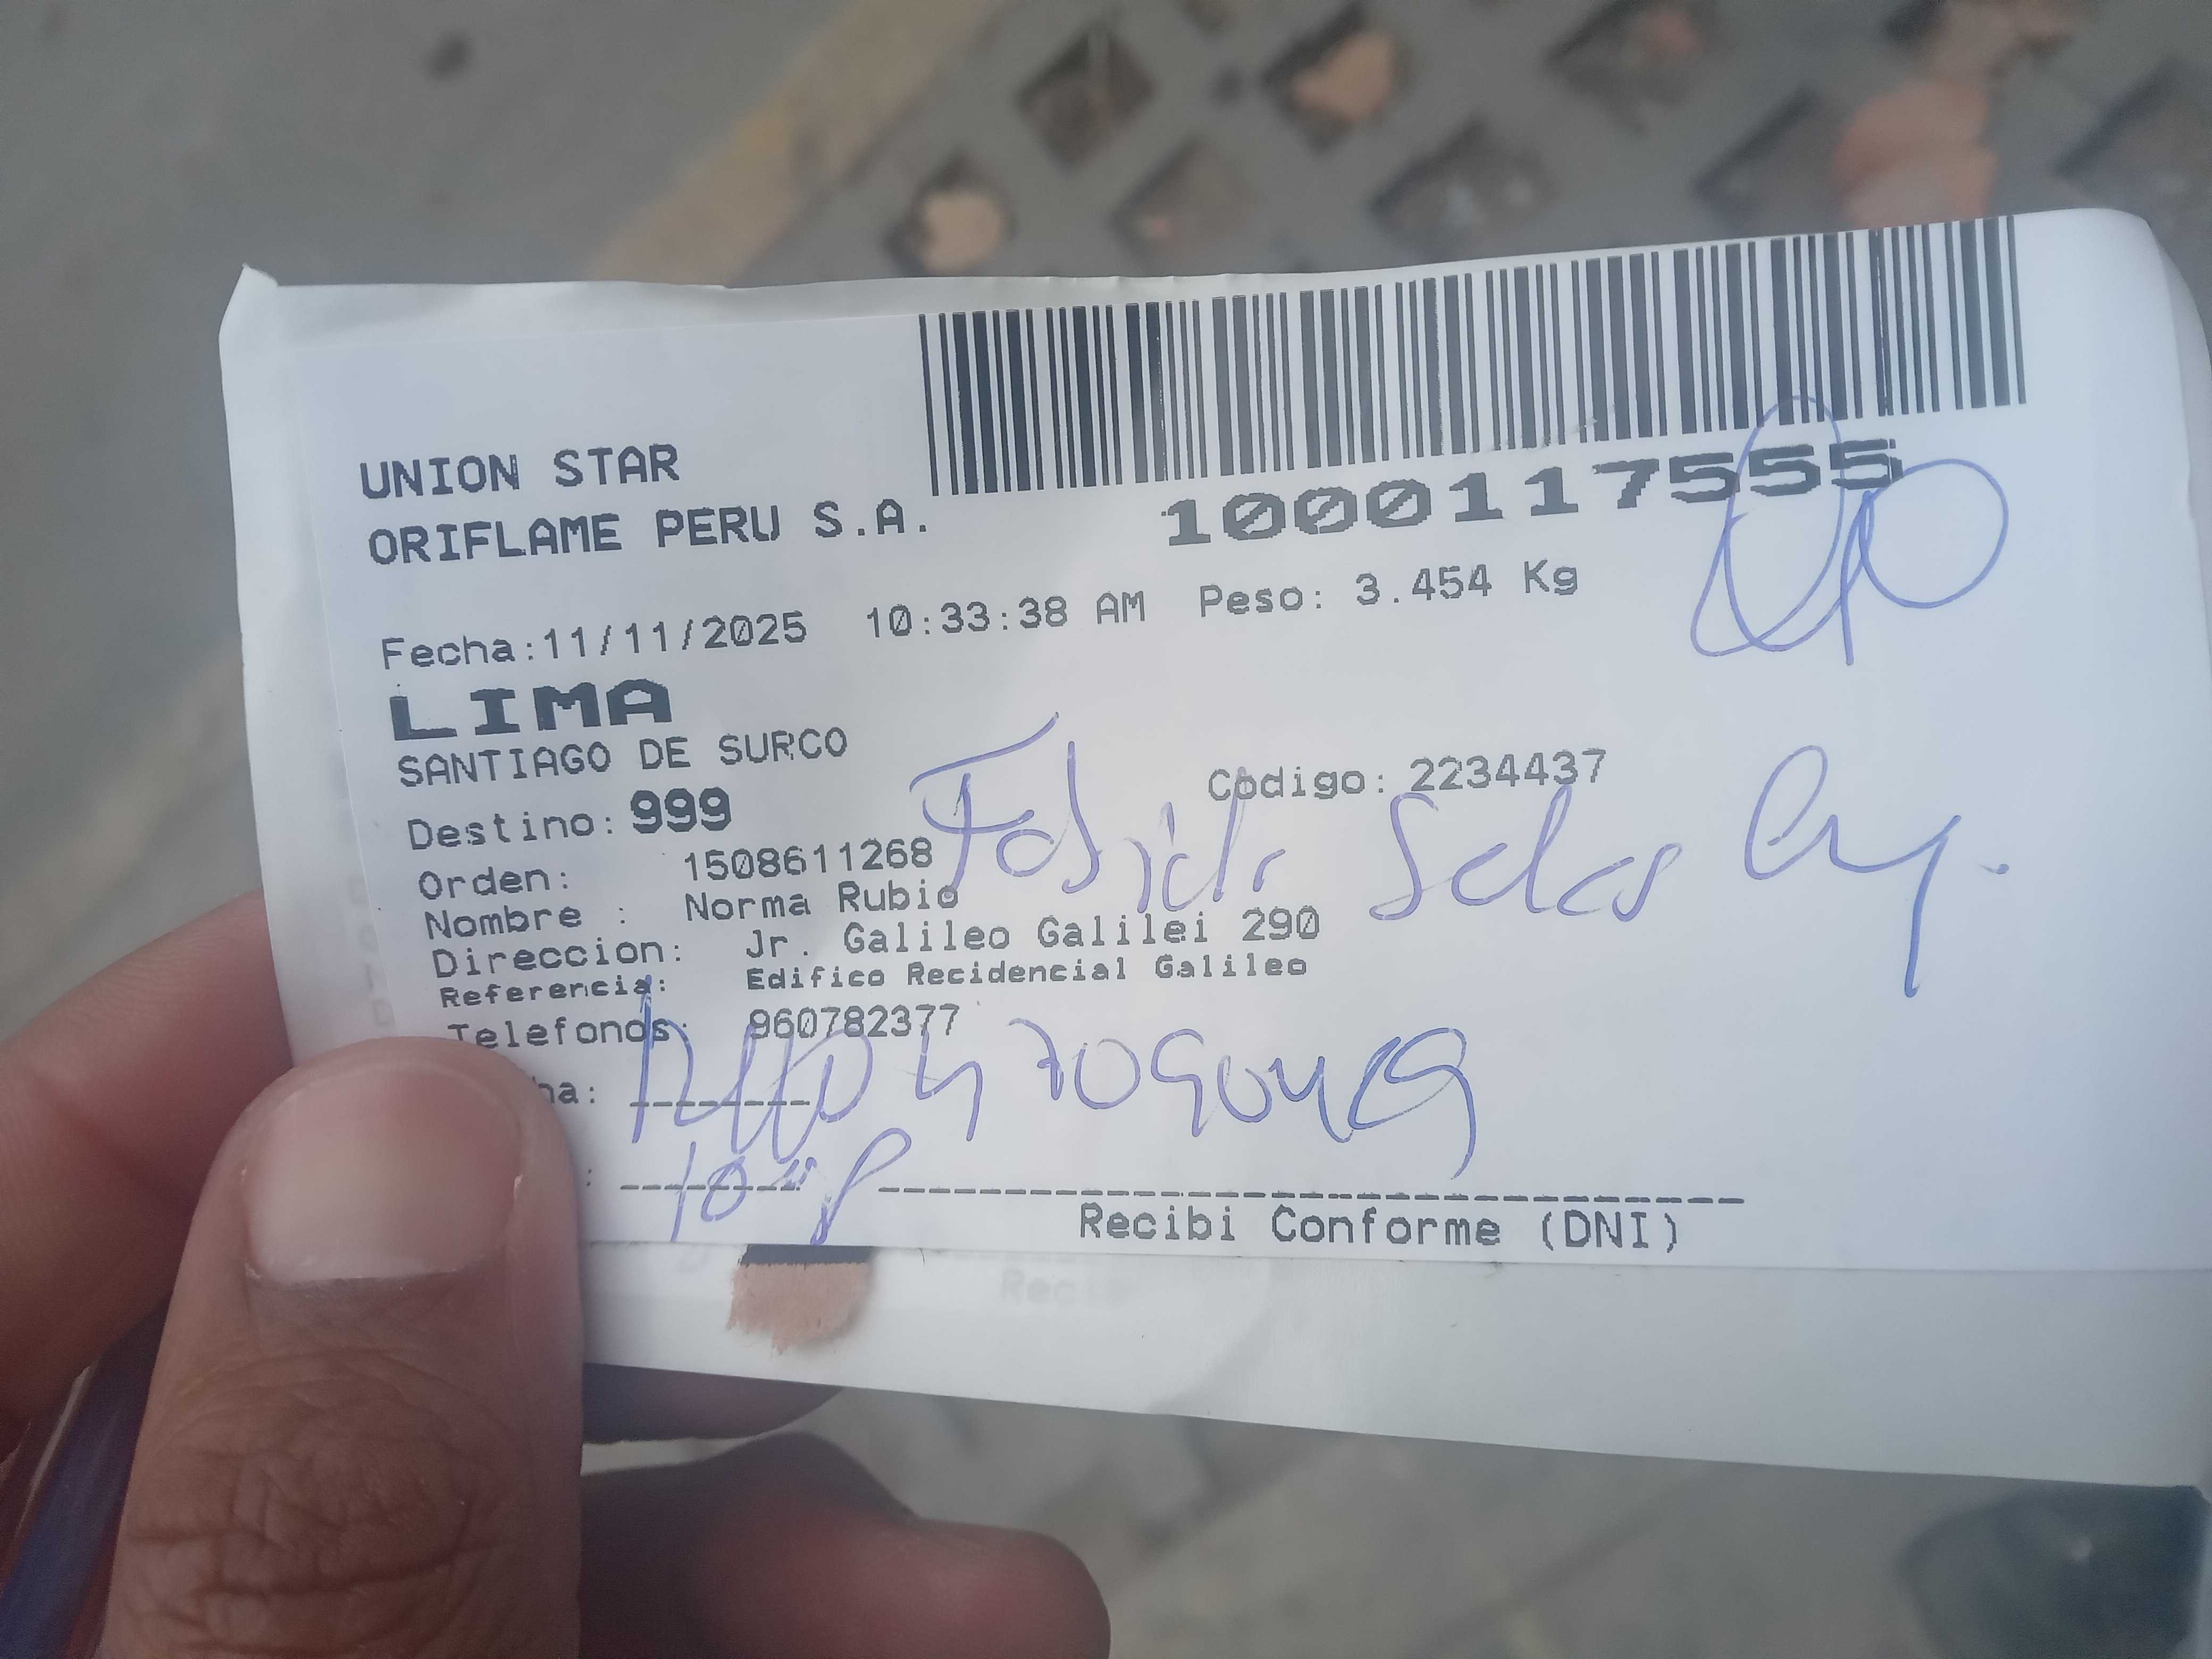 UNION STAR
ORIFLAME PERU S.A.
1000117555
Fecha:11/11/2025 10:33:38 AM Peso: 3.454 Kg
LIMA
SANTIAGO DE SURCO
Destino: 999 Codigo: 2234437
Orden: 1508611268
Nombre : Norma Rubio
Direccion: Jr. Galileo Galilei 290
Referencia: Edifico Recidencial Galileo
Telefonos: 960782377
ha:
:
Recibi Conforme (DNI)